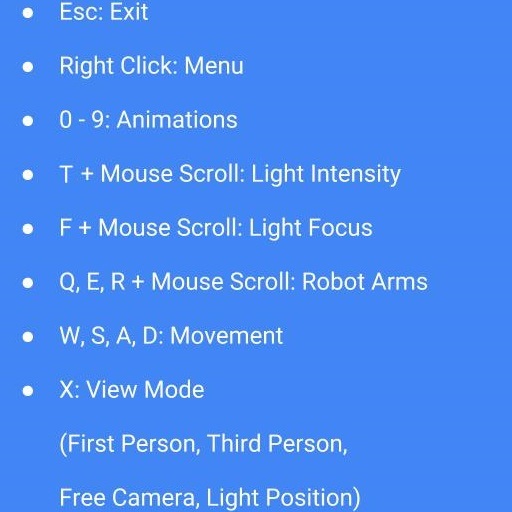 ● Esc: Exit
● Right Click: Menu
● 0 - 9: Animations
● T + Mouse Scroll: Light Intensity
● F + Mouse Scroll: Light Focus
● Q, E, R + Mouse Scroll: Robot Arms
● W, S, A, D: Movement
● X: View Mode
(First Person, Third Person,
Free Camera, Light Position)